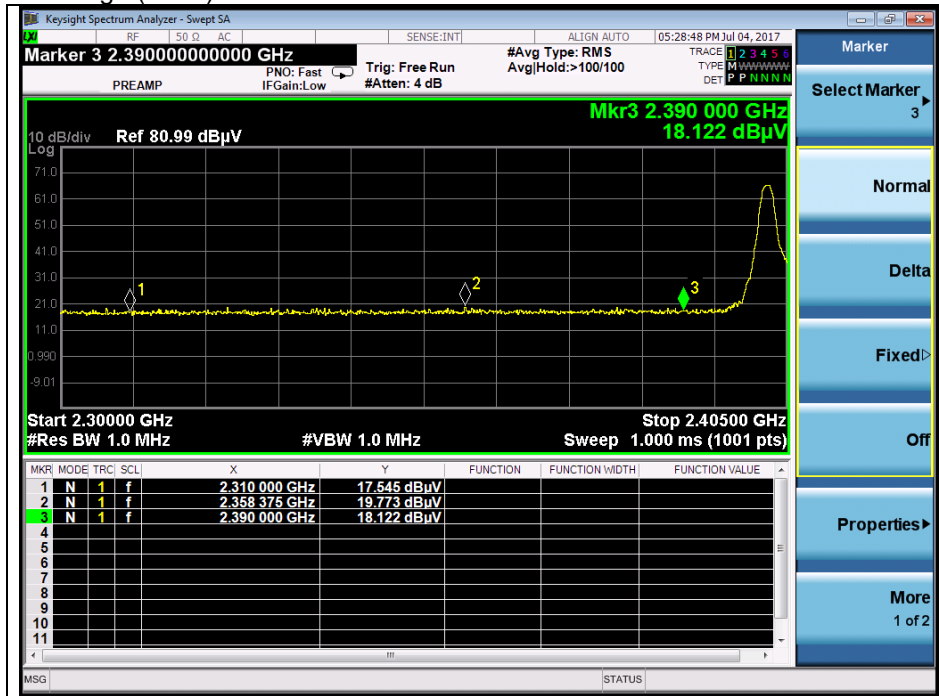 Keysight Spectrum Analyzer - Swept SA
LXI RF 50 Ω AC SENSE:INT ALIGN AUTO 05:28:48 PM Jul 04, 2017
Marker 3 2.390000000000 GHz
PREAMP
PNO: Fast
IFGain:Low
Trig: Free Run
#Atten: 4 dB
#Avg Type: RMS
Avg|Hold:>100/100
TRACE 1 2 3 4 5 6
TYPE M WWWWW
DET P P N N N N
Mkr3 2.390 000 GHz
18.122 dBµV
10 dB/div Ref 80.99 dBµV
Log
71.0
61.0
51.0
41.0
31.0
21.0
11.0
0.990
-9.01
1
2
3
Start 2.30000 GHz Stop 2.40500 GHz
#Res BW 1.0 MHz #VBW 1.0 MHz Sweep 1.000 ms (1001 pts)
MKR MODE TRC SCL X Y FUNCTION FUNCTION WIDTH FUNCTION VALUE
1 N 1 f 2.310 000 GHz 17.545 dBµV
2 N 1 f 2.358 375 GHz 19.773 dBµV
3 N 1 f 2.390 000 GHz 18.122 dBµV
4
5
6
7
8
9
10
11
MSG STATUS
Marker
Select Marker
3
Normal
Delta
Fixed
Off
Properties
More
1 of 2